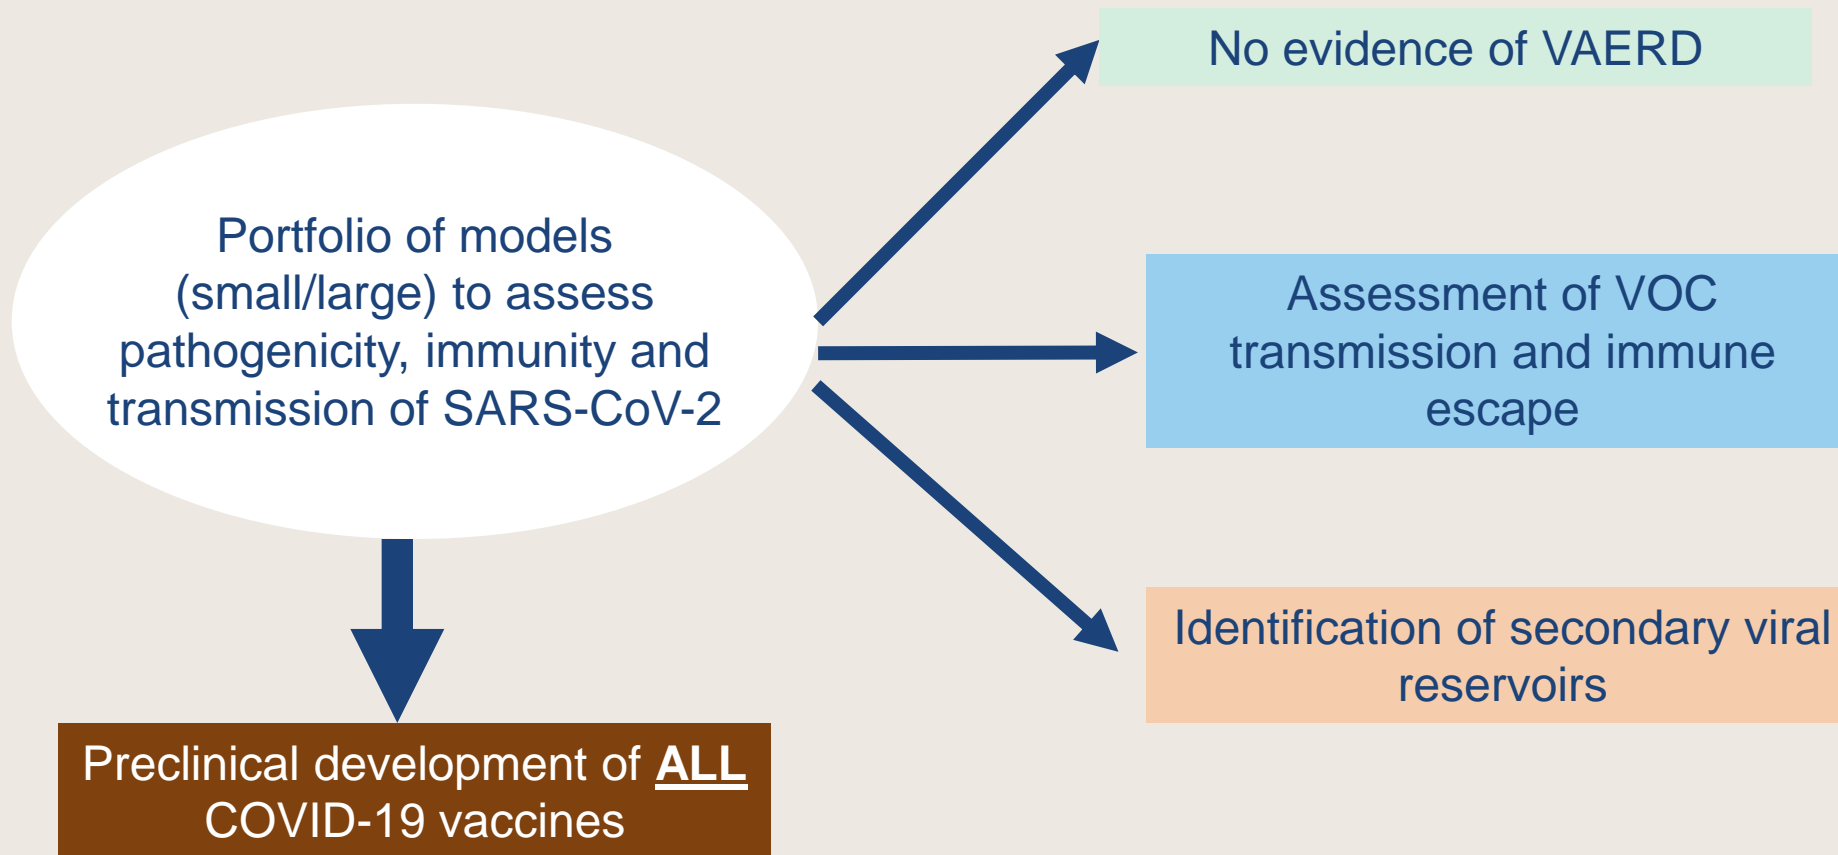 No evidence of VAERD
Portfolio of models
(small/large) to assess
pathogenicity, immunity and
transmission of SARS-CoV-2
Assessment of VOC
transmission and immune
escape
Identification of secondary viral
reservoirs
Preclinical development of ALL
COVID-19 vaccines